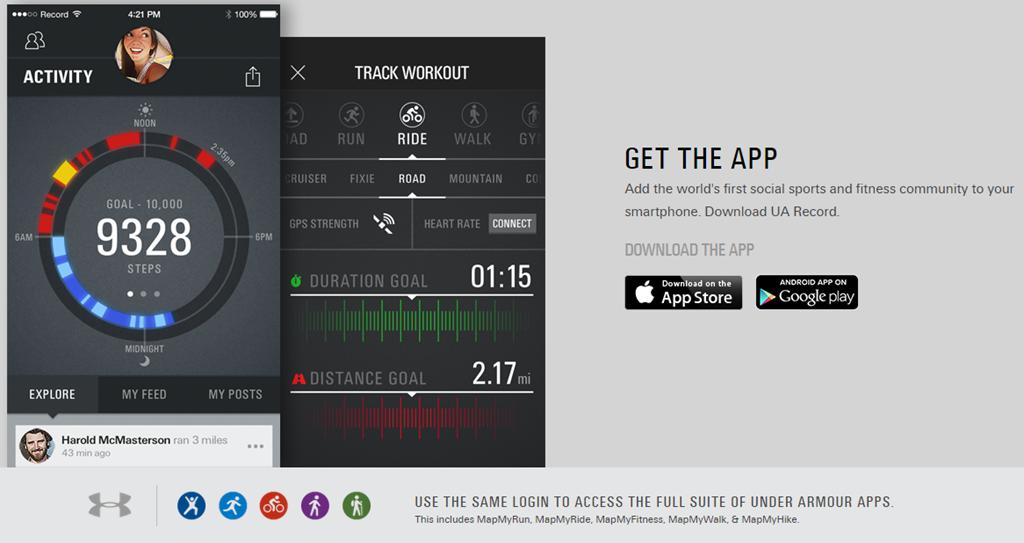 Record
4:21 PM
100%
ACTIVITY
NOON
2:35pm
6AM
6PM
GOAL - 10,000
9328
STEPS
MIDNIGHT
EXPLORE
MY FEED
MY POSTS
Harold McMasterson ran 3 miles
43 min ago
TRACK WORKOUT
RUN
RIDE
WALK
CRUISER
FIXIE
ROAD
MOUNTAIN
GPS STRENGTH
HEART RATE
CONNECT
DURATION GOAL
01:15
DISTANCE GOAL
2.17 mi
GET THE APP
Add the world's first social sports and fitness community to your
smartphone. Download UA Record.
DOWNLOAD THE APP
Download on the
App Store
ANDROID APP ON
Google play
USE THE SAME LOGIN TO ACCESS THE FULL SUITE OF UNDER ARMOUR APPS.
This includes MapMyRun, MapMyRide, MapMyFitness, MapMyWalk, & MapMyHike.